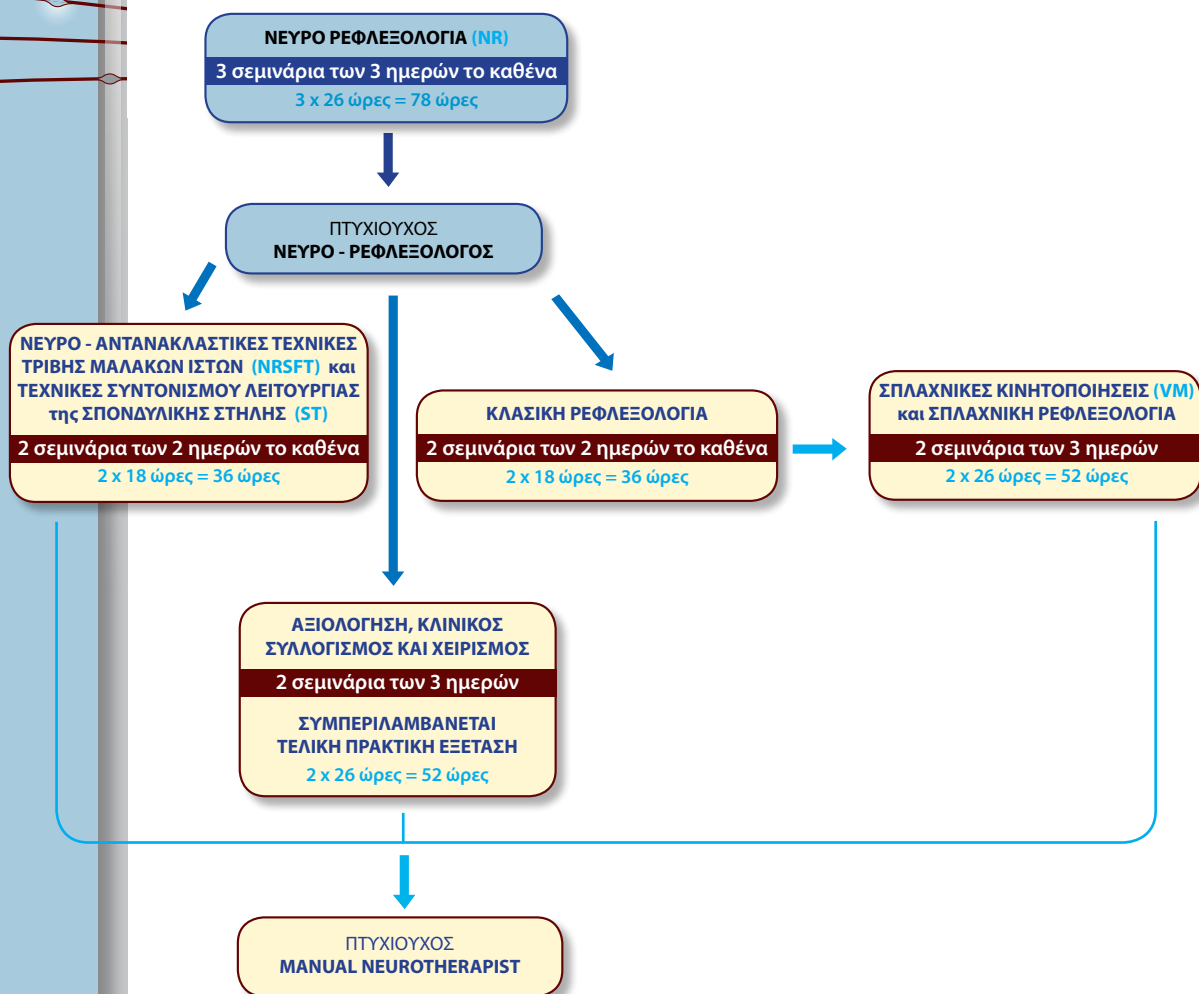 ΝΕΥΡΟ ΡΕΦΛΕΞΟΛΟΓΙΑ (NR)
3 σεμινάρια των 3 ημερών το καθένα
3 x 26 ώρες = 78 ώρες
ΠΤΥΧΙΟΥΧΟΣ
ΝΕΥΡΟ - ΡΕΦΛΕΞΟΛΟΓΟΣ
ΝΕΥΡΟ - ΑΝΤΑΝΑΚΛΑΣΤΙΚΕΣ ΤΕΧΝΙΚΕΣ
ΤΡΙΒΗΣ ΜΑΛΑΚΩΝ ΙΣΤΩΝ (NRSFT) και
ΤΕΧΝΙΚΕΣ ΣΥΝΤΟΝΙΣΜΟΥ ΛΕΙΤΟΥΡΓΙΑΣ
της ΣΠΟΝΔΥΛΙΚΗΣ ΣΤΗΛΗΣ (ST)
2 σεμινάρια των 2 ημερών το καθένα
2 x 18 ώρες = 36 ώρες
ΚΛΑΣΙΚΗ ΡΕΦΛΕΞΟΛΟΓΙΑ
2 σεμινάρια των 2 ημερών το καθένα
2 x 18 ώρες = 36 ώρες
ΣΠΛΑΧΝΙΚΕΣ ΚΙΝΗΤΟΠΟΙΗΣΕΙΣ (VM)
και ΣΠΛΑΧΝΙΚΗ ΡΕΦΛΕΞΟΛΟΓΙΑ
2 σεμινάρια των 3 ημερών
2 x 26 ώρες = 52 ώρες
ΑΞΙΟΛΟΓΗΣΗ, ΚΛΙΝΙΚΟΣ
ΣΥΛΛΟΓΙΣΜΟΣ ΚΑΙ ΧΕΙΡΙΣΜΟΣ
2 σεμινάρια των 3 ημερών
ΣΥΜΠΕΡΙΛΑΜΒΑΝΕΤΑΙ
ΤΕΛΙΚΗ ΠΡΑΚΤΙΚΗ ΕΞΕΤΑΣΗ
2 x 26 ώρες = 52 ώρες
ΠΤΥΧΙΟΥΧΟΣ
MANUAL NEUROTHERAPIST